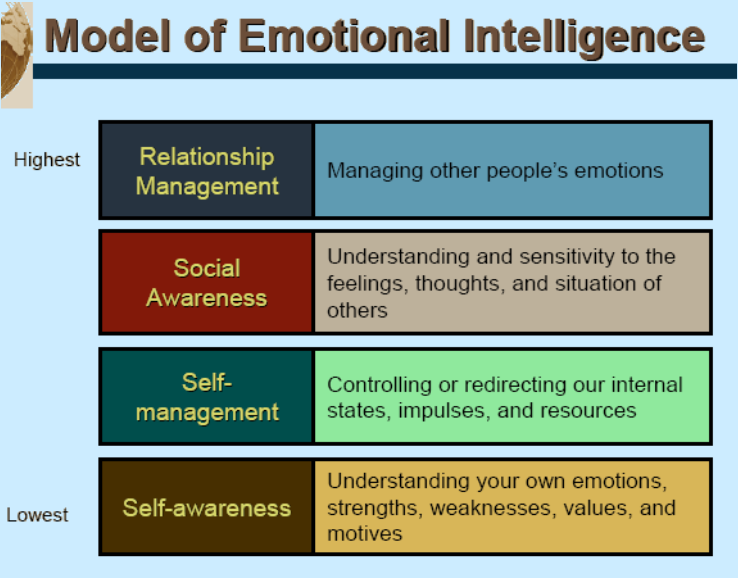 Model of Emotional Intelligence
Highest
Relationship
Management
Managing other people's emotions
Social
Awareness
Understanding and sensitivity to the
feelings, thoughts, and situation of
others
Self-
management
Controlling or redirecting our internal
states, impulses, and resources
Lowest
Self-awareness
Understanding your own emotions,
strengths, weaknesses, values, and
motives